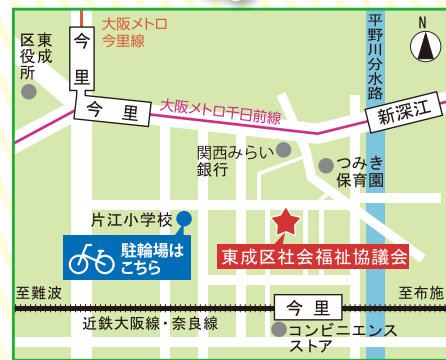 大阪メトロ
今里線
平野川分水路
N
東成
区役所
今里
今里
大阪メトロ千日前線
新深江
関西みらい
銀行
つみき
保育園
片江小学校
駐輪場は
こちら
東成区社会福祉協議会
至難波
今里
至布施
近鉄大阪線・奈良線
コンビニエンス
ストア